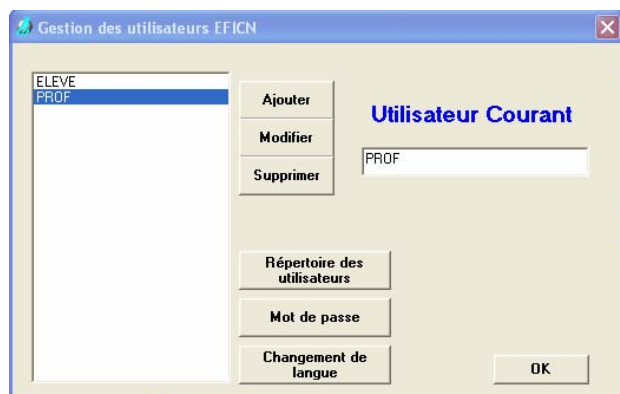 Gestion des utilisateurs EFICN
ELEVE
PROF
Ajouter
Modifier
Supprimer
Utilisateur Courant
PROF
Répertoire des
utilisateurs
Mot de passe
Changement de
langue
OK